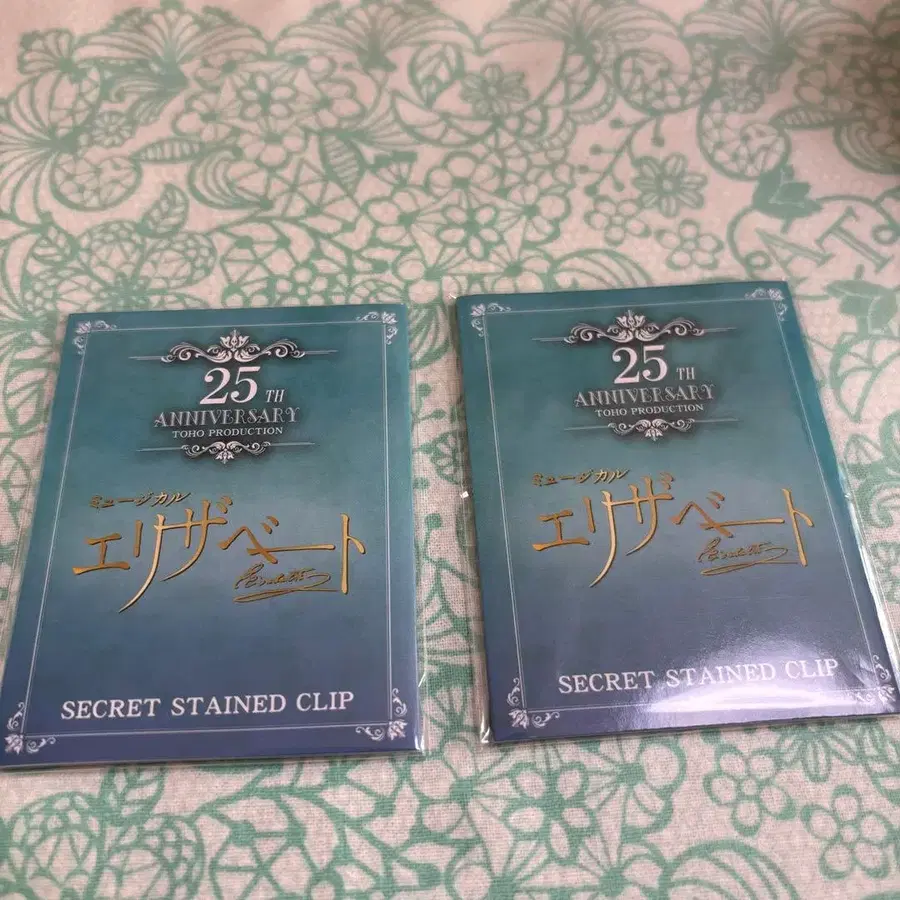 25TH
ANNIVERSARY
TOHO PRODUCTION
ミュージカル
エリザベート
Elisabeth
SECRET STAINED CLIP
25TH
ANNIVERSARY
TOHO PRODUCTION
ミュージカル
エリザベート
Elisabeth
SECRET STAINED CLIP